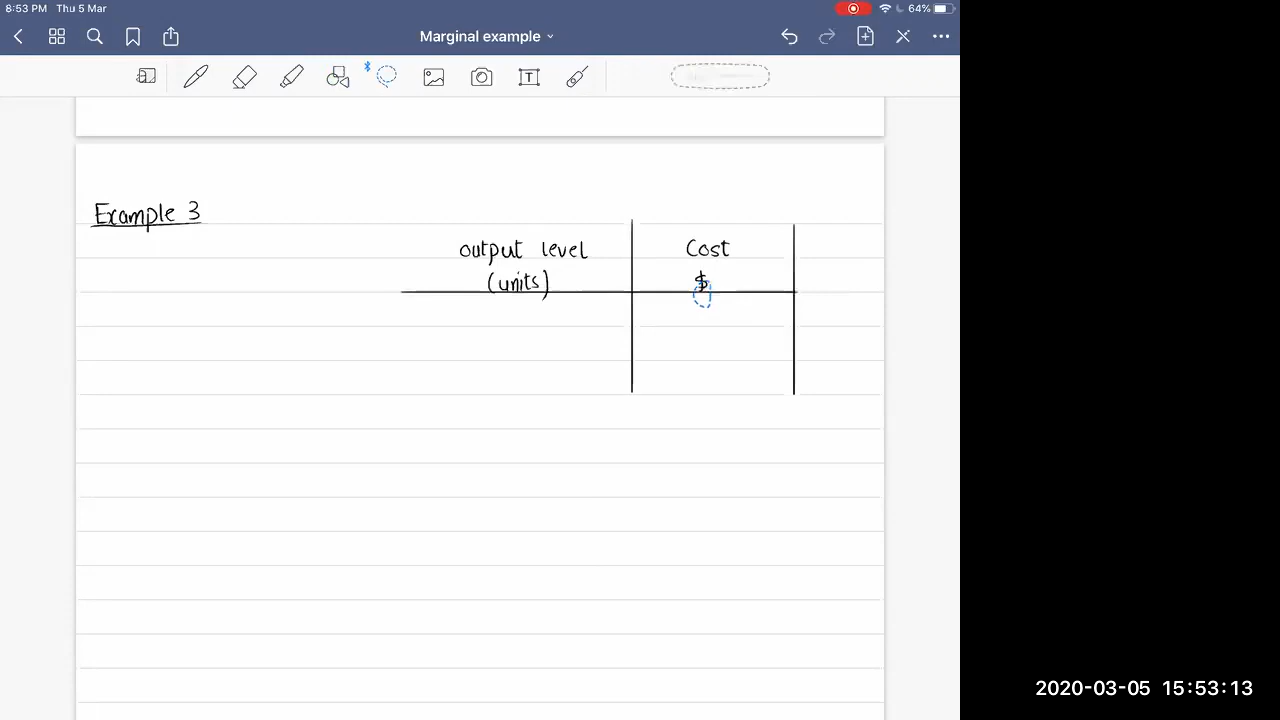 8:53 PM Thu 5 Mar
64%
Marginal example
T
Example 3
output level
Cost
(units)
$
2020-03-05 15:53:13